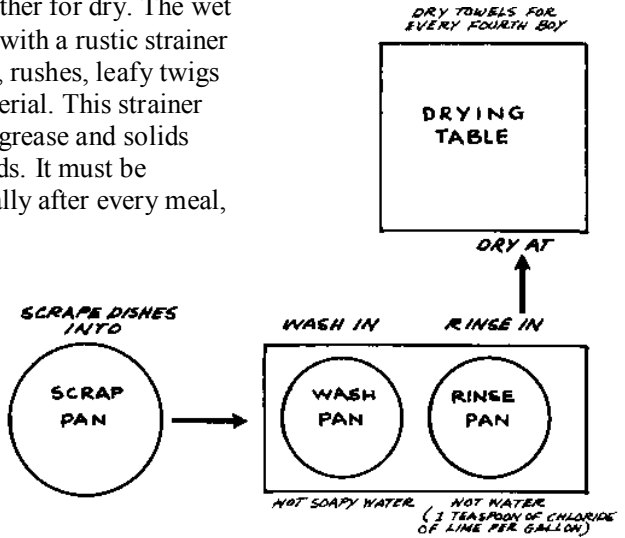 ther for dry. The wet
with a rustic strainer
, rushes, leafy twigs
erial. This strainer
grease and solids
ds. It must be
ally after every meal,
DRY TOWELS FOR
EVERY FOURTH BOY
DRYING
TABLE
DRY AT
SCRAPE DISHES
INTO
SCRAP
PAN
WASH IN
RINSE IN
WASH
PAN
RINSE
PAN
HOT SOAPY WATER
HOT WATER
(1 TEASPOON OF CHLORIDE
OF LIME PER GALLON)